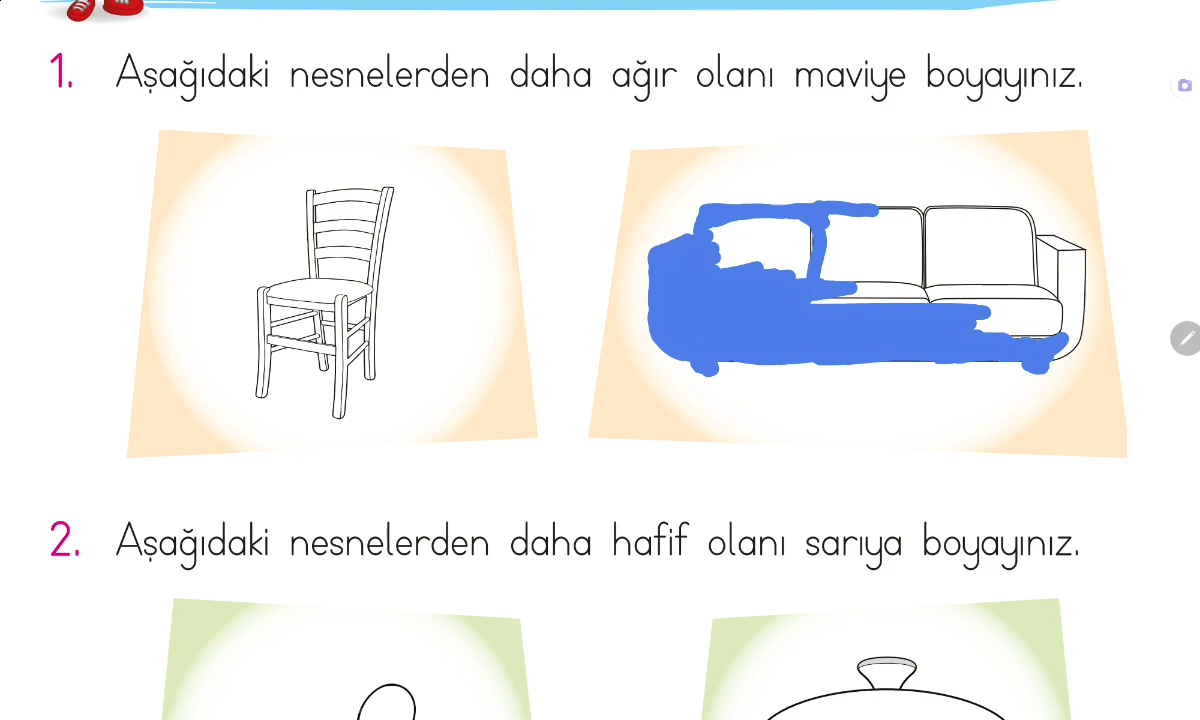 1. Aşağıdaki nesnelerden daha ağır olanı maviye boyayınız.
2. Aşağıdaki nesnelerden daha hafif olanı sarıya boyayınız.